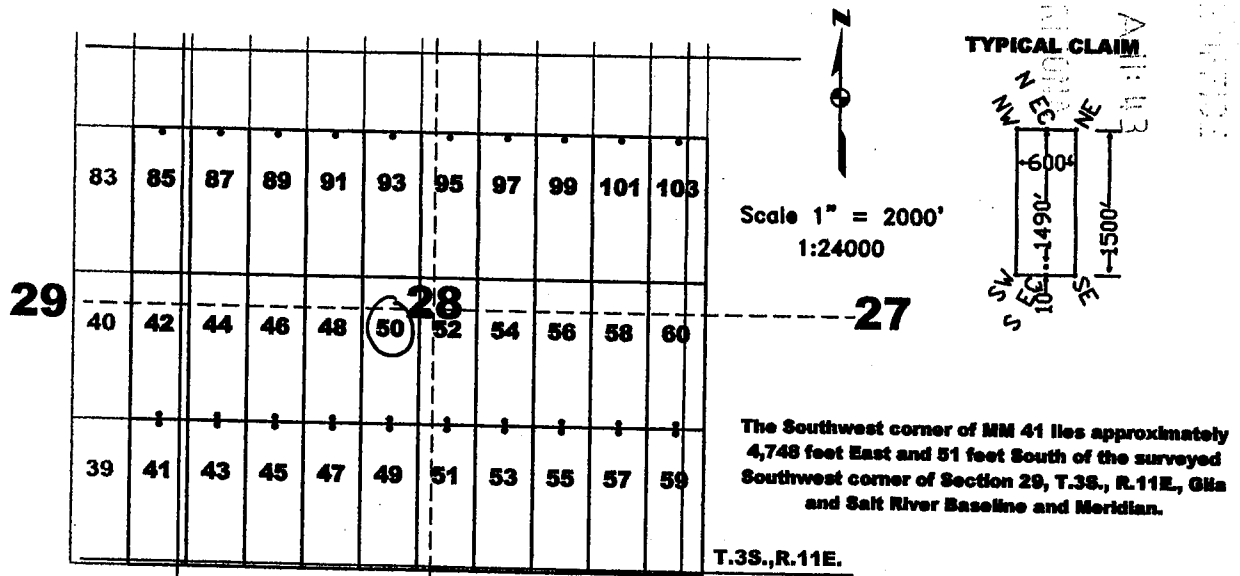 N
TYPICAL CLAIM
NW N EC NE
600'
1490'
1500'
SW S EC SE
10'
Scale 1" = 2000'
1:24000
83 85 87 89 91 93 95 97 99 101 103
29 28 27
40 42 44 46 48 50 52 54 56 58 60
39 41 43 45 47 49 51 53 55 57 59
The Southwest corner of MM 41 lies approximately
4,748 feet East and 51 feet South of the surveyed
Southwest corner of Section 29, T.3S., R.11E., Gila
and Salt River Baseline and Meridian.
T.3S.,R.11E.